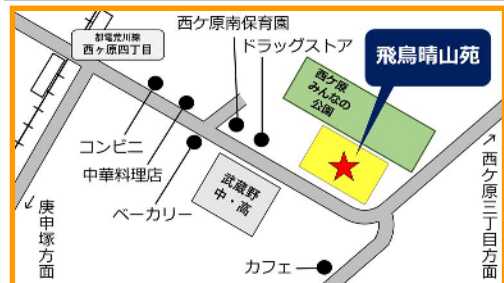 都電荒川線
西ヶ原四丁目
西ケ原南保育園
ドラッグストア
飛鳥晴山苑
西ケ原
みんなの
公園
コンビニ
中華料理店
ベーカリー
武蔵野
中・高
カフェ
↙庚申塚方面
↗西ケ原三丁目方面